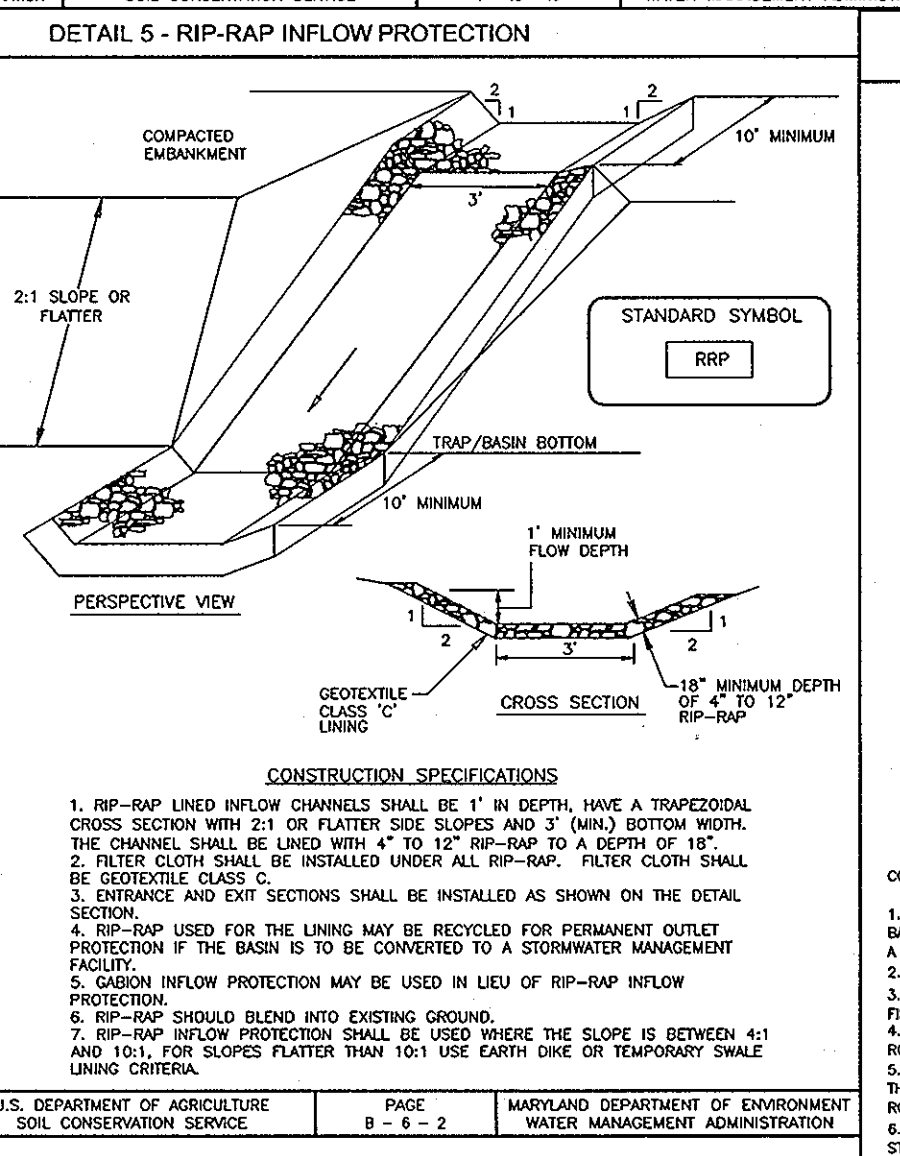 SOIL CONSERVATION SERVICE
DETAIL 5 - RIP-RAP INFLOW PROTECTION
2
1
1
2
COMPACTED
EMBANKMENT
10' MINIMUM
3'
2:1 SLOPE OR
FLATTER
STANDARD SYMBOL
RRP
TRAP/BASIN BOTTOM
10' MINIMUM
1' MINIMUM
FLOW DEPTH
PERSPECTIVE VIEW
1
2
3'
1
2
GEOTEXTILE
CLASS 'C'
LINING
CROSS SECTION
18" MINIMUM DEPTH
OF 4" TO 12"
RIP-RAP
CONSTRUCTION SPECIFICATIONS
1. RIP-RAP LINED INFLOW CHANNELS SHALL BE 1' IN DEPTH, HAVE A TRAPEZOIDAL
CROSS SECTION WITH 2:1 OR FLATTER SIDE SLOPES AND 3' (MIN.) BOTTOM WIDTH.
THE CHANNEL SHALL BE LINED WITH 4" TO 12" RIP-RAP TO A DEPTH OF 18".
2. FILTER CLOTH SHALL BE INSTALLED UNDER ALL RIP-RAP. FILTER CLOTH SHALL
BE GEOTEXTILE CLASS C.
3. ENTRANCE AND EXIT SECTIONS SHALL BE INSTALLED AS SHOWN ON THE DETAIL
SECTION.
4. RIP-RAP USED FOR THE LINING MAY BE RECYCLED FOR PERMANENT OUTLET
PROTECTION IF THE BASIN IS TO BE CONVERTED TO A STORMWATER MANAGEMENT
FACILITY.
5. GABION INFLOW PROTECTION MAY BE USED IN LIEU OF RIP-RAP INFLOW
PROTECTION.
6. RIP-RAP SHOULD BLEND INTO EXISTING GROUND.
7. RIP-RAP INFLOW PROTECTION SHALL BE USED WHERE THE SLOPE IS BETWEEN 4:1
AND 10:1, FOR SLOPES FLATTER THAN 10:1 USE EARTH DIKE OR TEMPORARY SWALE
LINING CRITERIA.
U.S. DEPARTMENT OF AGRICULTURE
SOIL CONSERVATION SERVICE
PAGE
B - 6 - 2
MARYLAND DEPARTMENT OF ENVIRONMENT
WATER MANAGEMENT ADMINISTRATION
1.
A
2.
3.
4.
5.
6.